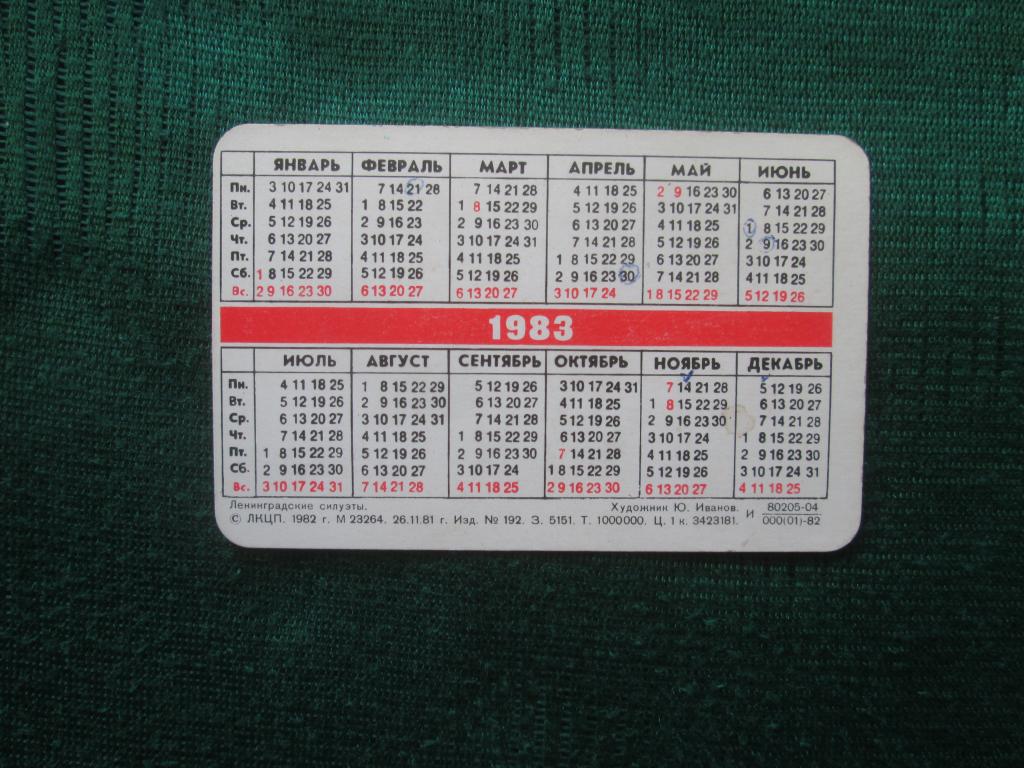 ЯНВАРЬ ФЕВРАЛЬ МАРТ АПРЕЛЬ МАЙ ИЮНЬ
Пн. 3 10 17 24 31 7 14 21 28 7 14 21 28 4 11 18 25 2 9 16 23 30 6 13 20 27
Вт. 4 11 18 25 1 8 15 22 1 8 15 22 29 5 12 19 26 3 10 17 24 31 7 14 21 28
Ср. 5 12 19 26 2 9 16 23 2 9 16 23 30 6 13 20 27 4 11 18 25 1 8 15 22 29
Чт. 6 13 20 27 3 10 17 24 3 10 17 24 31 7 14 21 28 5 12 19 26 2 9 16 23 30
Пт. 7 14 21 28 4 11 18 25 4 11 18 25 1 8 15 22 29 6 13 20 27 3 10 17 24
Сб. 1 8 15 22 29 5 12 19 26 5 12 19 26 2 9 16 23 30 7 14 21 28 4 11 18 25
Вс. 2 9 16 23 30 6 13 20 27 6 13 20 27 3 10 17 24 1 8 15 22 29 5 12 19 26
1983
ИЮЛЬ АВГУСТ СЕНТЯБРЬ ОКТЯБРЬ НОЯБРЬ ДЕКАБРЬ
Пн. 4 11 18 25 1 8 15 22 29 5 12 19 26 3 10 17 24 31 7 14 21 28 5 12 19 26
Вт. 5 12 19 26 2 9 16 23 30 6 13 20 27 4 11 18 25 1 8 15 22 29 6 13 20 27
Ср. 6 13 20 27 3 10 17 24 31 7 14 21 28 5 12 19 26 2 9 16 23 30 7 14 21 28
Чт. 7 14 21 28 4 11 18 25 1 8 15 22 29 6 13 20 27 3 10 17 24 1 8 15 22 29
Пт. 1 8 15 22 29 5 12 19 26 2 9 16 23 30 7 14 21 28 4 11 18 25 2 9 16 23 30
Сб. 2 9 16 23 30 6 13 20 27 3 10 17 24 1 8 15 22 29 5 12 19 26 3 10 17 24 31
Вс. 3 10 17 24 31 7 14 21 28 4 11 18 25 2 9 16 23 30 6 13 20 27 4 11 18 25
Ленинградские силуэты. Художник Ю. Иванов. И 80205-04
© ЛКЦП. 1982 г. М 23264. 26.11.81 г. Изд. № 192. З. 5151. Т. 1000000. Ц. 1 к. 3423181. 000(01)-82